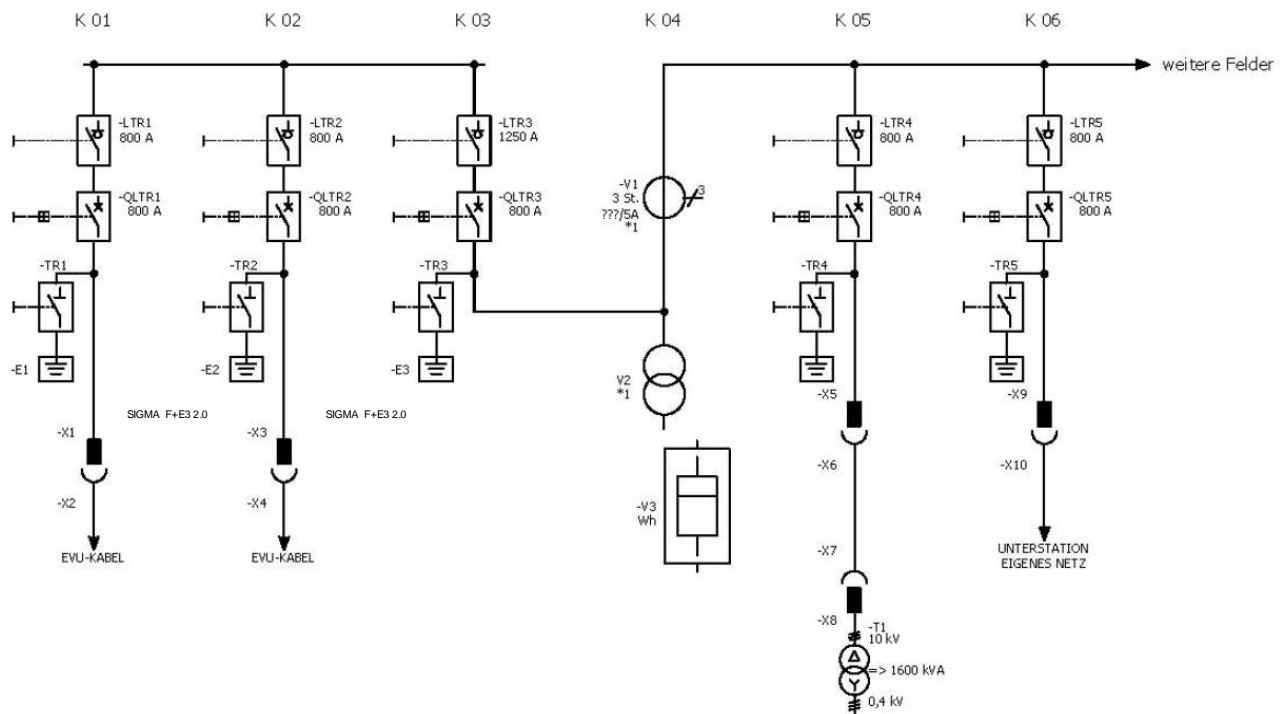 K 01
K 02
K 03
K 04
K 05
K 06
weitere Felder
-LTR1
800 A
-LTR2
800 A
-LTR3
1250 A
-LTR4
800 A
-LTR5
800 A
-QLTR1
800 A
-QLTR2
800 A
-QLTR3
800 A
-V1
3 St.
???/5A
*1
3
-QLTR4
800 A
-QLTR5
800 A
-TR1
-TR2
-TR3
-TR4
-TR5
-E1
-E2
-E3
V2
*1
SIGMA F+E3 2.0
SIGMA F+E3 2.0
-X1
-X3
-X5
-X9
-X2
-X4
-X6
-X10
-V3
Wh
EVU-KABEL
EVU-KABEL
-X7
UNTERSTATION
EIGENES NETZ
-X8
-T1
10 kV
=> 1600 kVA
0,4 kV